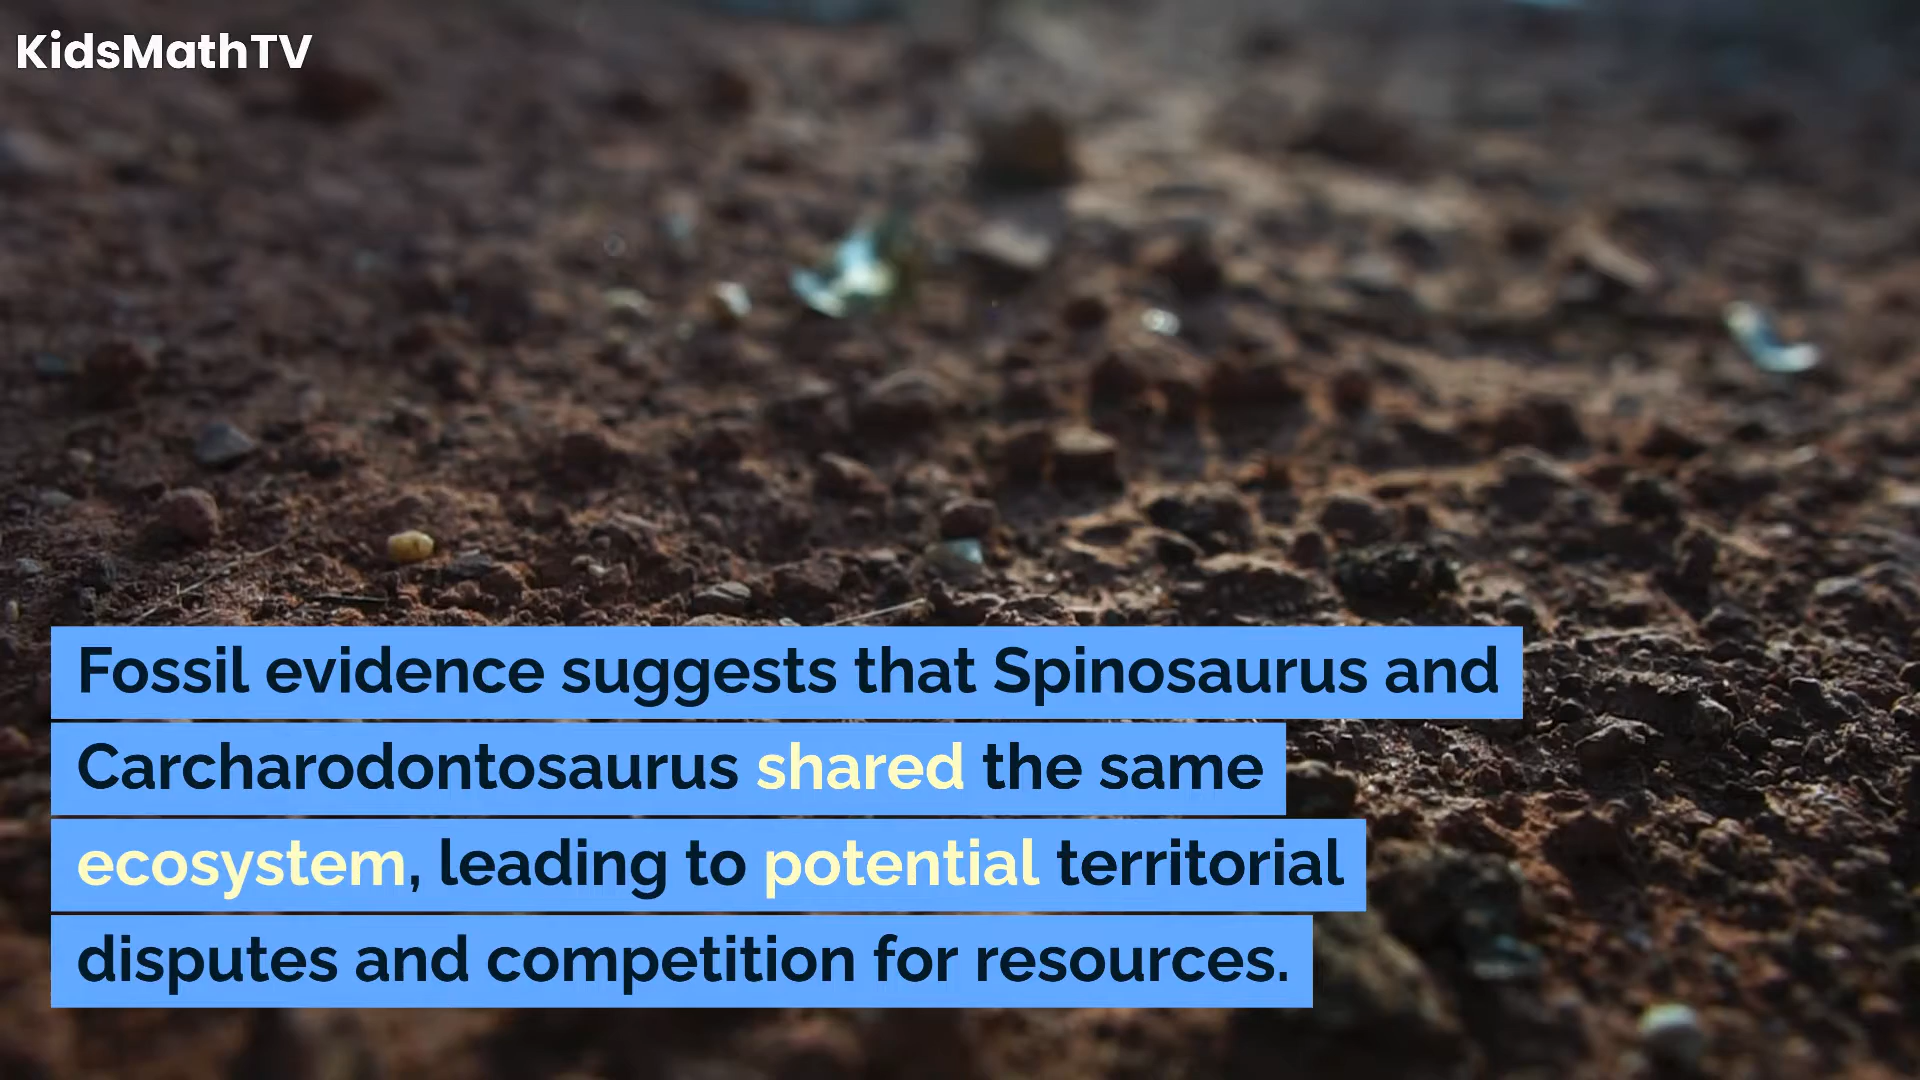 KidsMathTV
Fossil evidence suggests that Spinosaurus and
Carcharodontosaurus shared the same
ecosystem, leading to potential territorial
disputes and competition for resources.